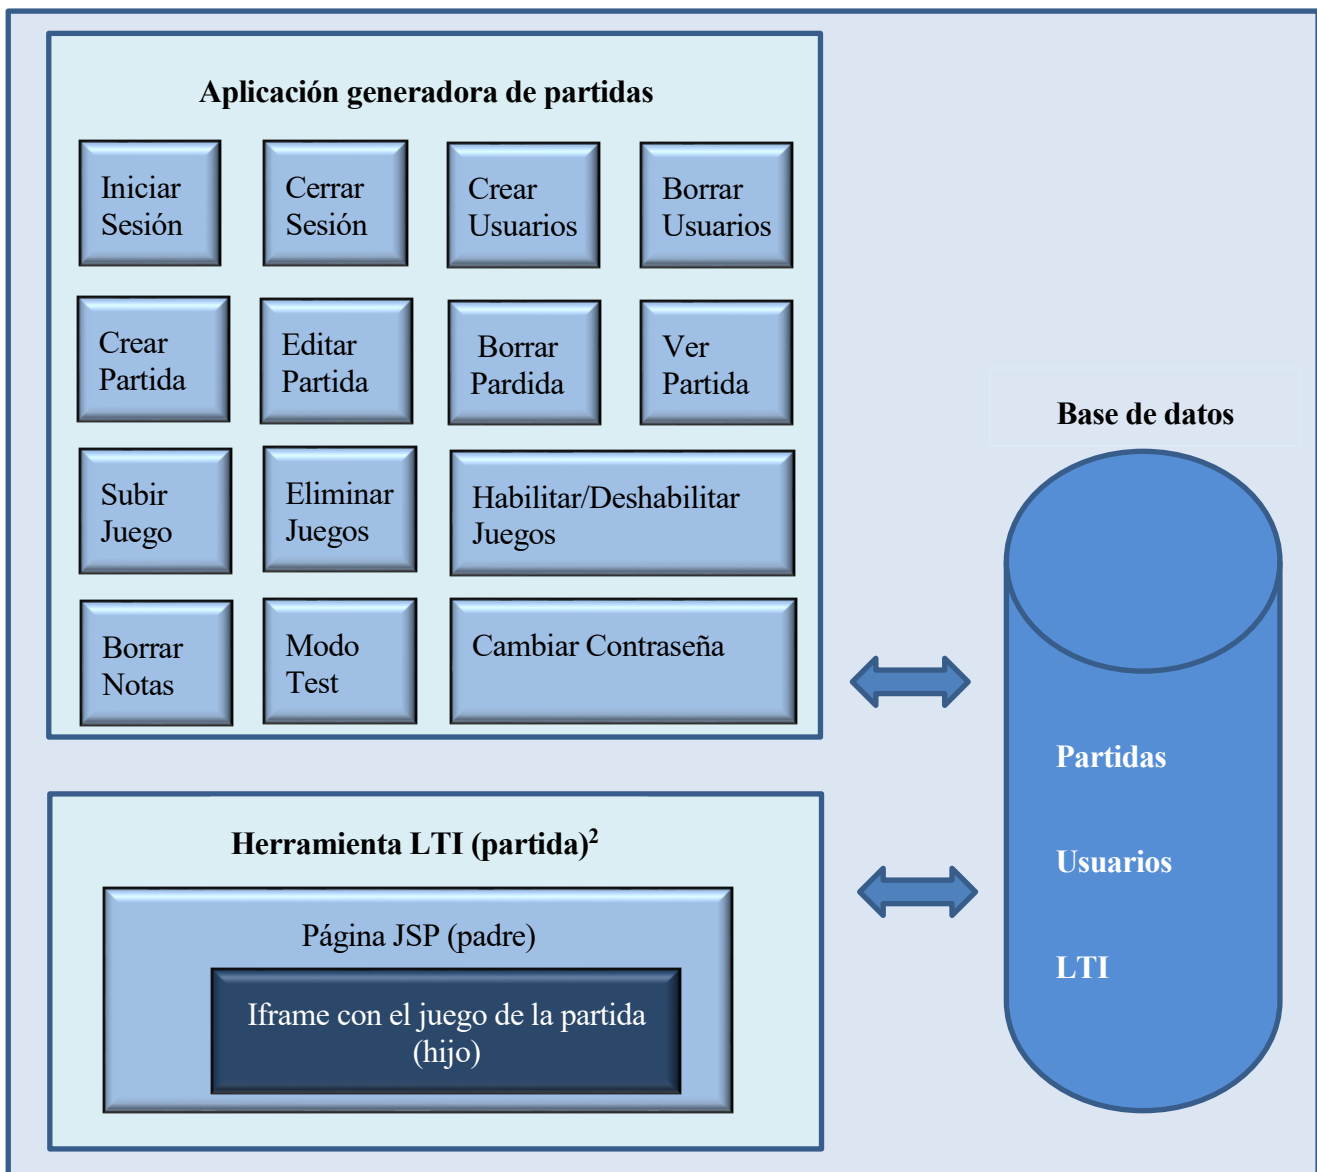 Aplicación generadora de partidas
Iniciar
Sesión
Cerrar
Sesión
Crear
Usuarios
Borrar
Usuarios
Crear
Partida
Editar
Partida
Borrar
Pardida
Ver
Partida
Subir
Juego
Eliminar
Juegos
Habilitar/Deshabilitar
Juegos
Borrar
Notas
Modo
Test
Cambiar Contraseña
Herramienta LTI (partida)²
Página JSP (padre)
Iframe con el juego de la partida
(hijo)
Base de datos
Partidas
Usuarios
LTI